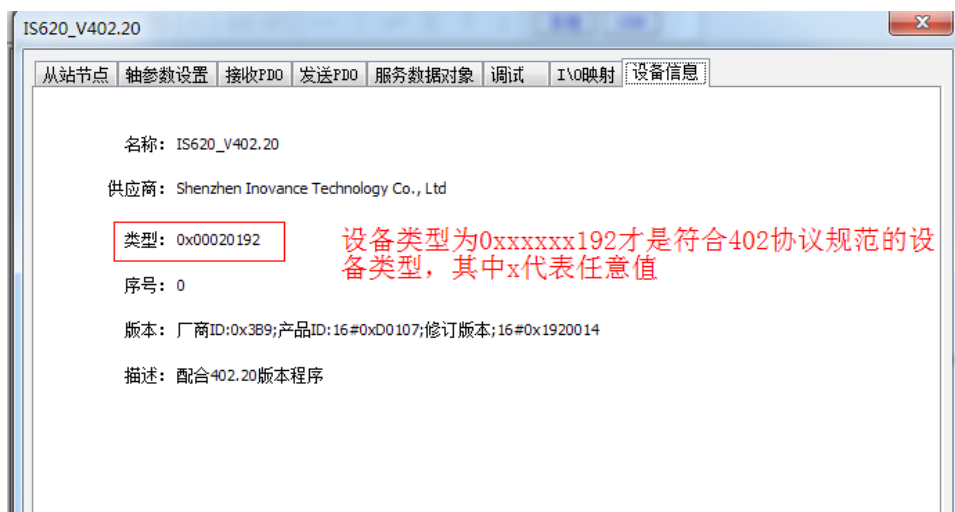 IS620_V402.20
从站节点 轴参数设置 接收PDO 发送PDO 服务数据对象 调试 I\O映射 设备信息
名称: IS620_V402.20
供应商: Shenzhen Inovance Technology Co., Ltd
类型: 0x00020192
设备类型为0xxxxxx192才是符合402协议规范的设
备类型，其中x代表任意值
序号: 0
版本: 厂商ID:0x3B9;产品ID:16#0xD0107;修订版本;16#0x1920014
描述: 配合402.20版本程序